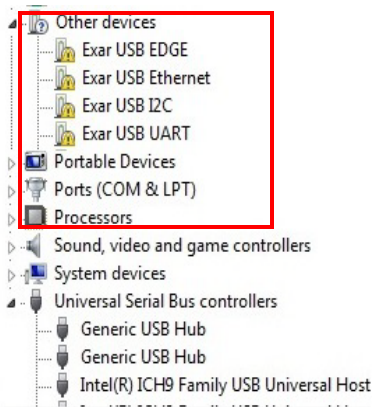 Other devices
Exar USB EDGE
Exar USB Ethernet
Exar USB I2C
Exar USB UART
Portable Devices
Ports (COM & LPT)
Processors
Sound, video and game controllers
System devices
Universal Serial Bus controllers
Generic USB Hub
Generic USB Hub
Intel(R) ICH9 Family USB Universal Host